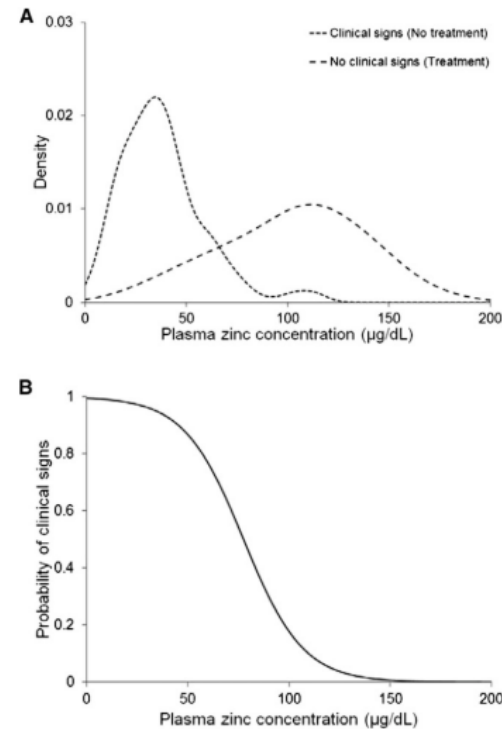 A
0.03
Clinical signs (No treatment)
No clinical signs (Treatment)
0.02
Density
0.01
0
0 50 100 150 200
Plasma zinc concentration (µg/dL)
B
1
0.8
0.6
Probability of clinical signs
0.4
0.2
0
0 50 100 150 200
Plasma zinc concentration (µg/dL)